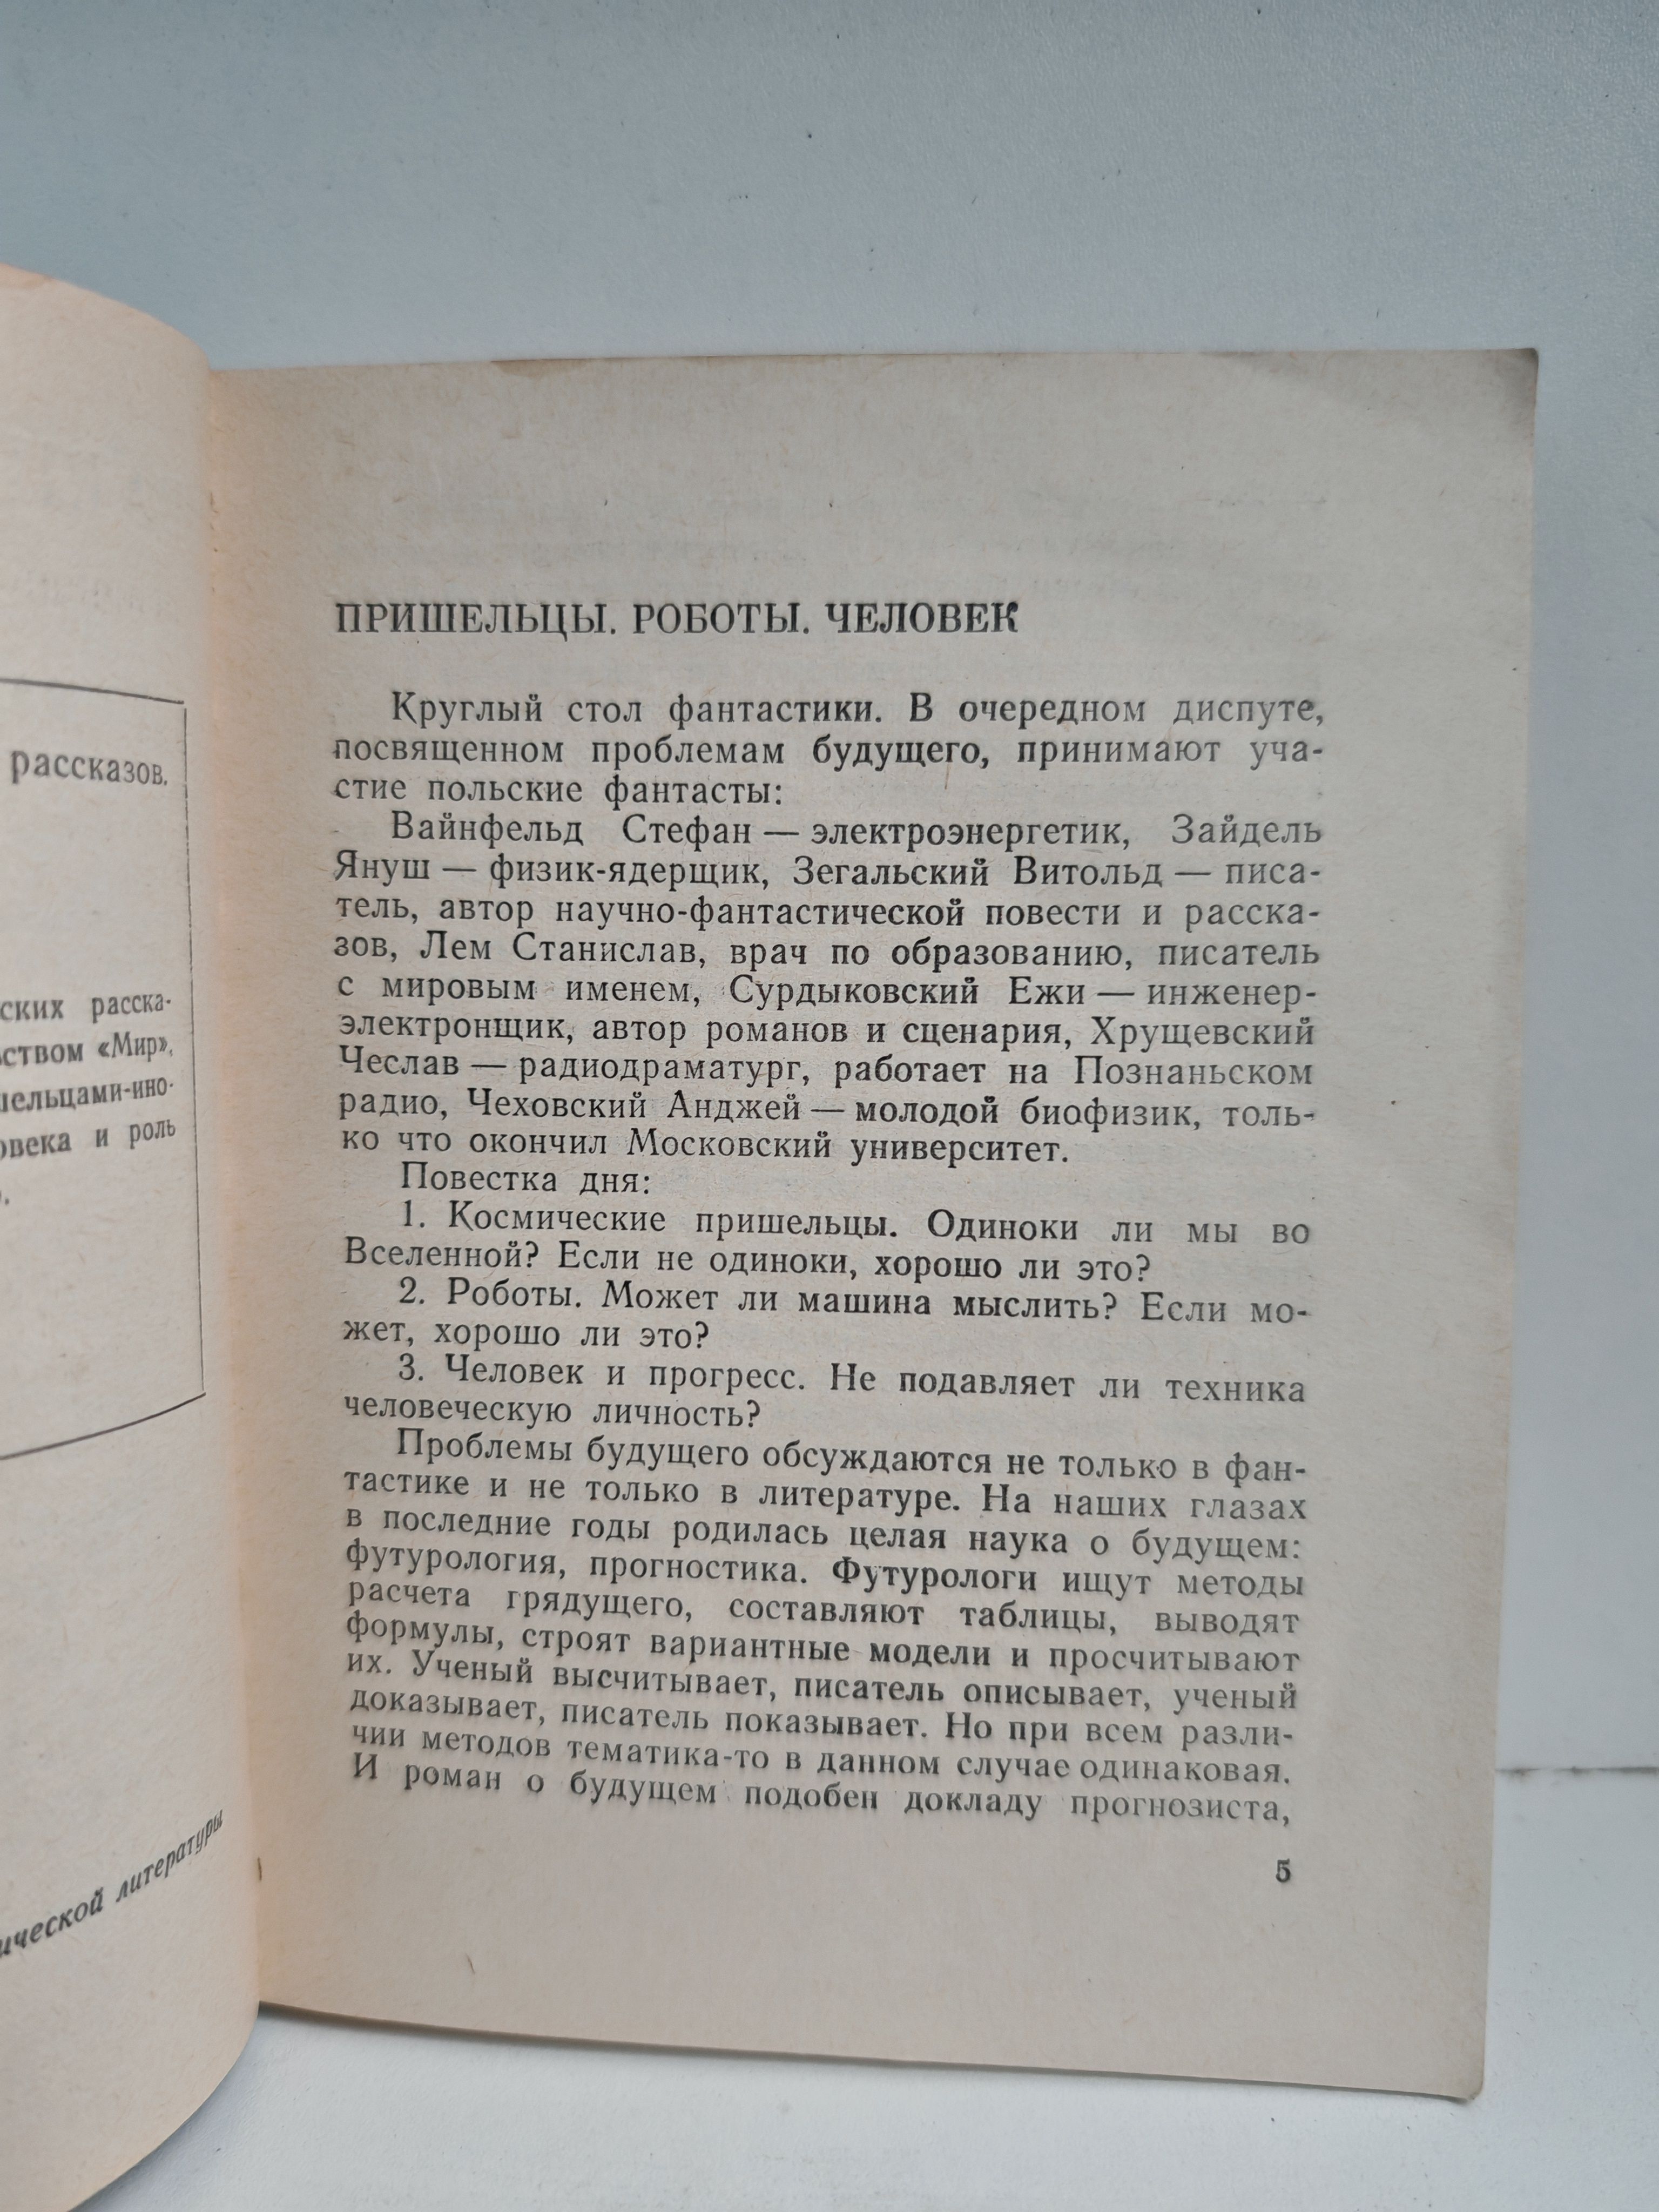 рассказов.
ских расска-
ством «Мир»,
ельцами-ино-
века и роль
ической литературы
ПРИШЕЛЬЦЫ. РОБОТЫ. ЧЕЛОВЕК
Круглый стол фантастики. В очередном диспуте,
посвященном проблемам будущего, принимают уча-
стие польские фантасты:
Вайнфельд Стефан — электроэнергетик, Зайдель
Януш — физик-ядерщик, Зегальский Витольд — писа-
тель, автор научно-фантастической повести и расска-
зов, Лем Станислав, врач по образованию, писатель
с мировым именем, Сурдыковский Ежи — инженер-
электронщик, автор романов и сценария, Хрущевский
Чеслав — радиодраматург, работает на Познаньском
радио, Чеховский Анджей — молодой биофизик, толь-
ко что окончил Московский университет.
Повестка дня:
1. Космические пришельцы. Одиноки ли мы во
Вселенной? Если не одиноки, хорошо ли это?
2. Роботы. Может ли машина мыслить? Если мо-
жет, хорошо ли это?
3. Человек и прогресс. Не подавляет ли техника
человеческую личность?
Проблемы будущего обсуждаются не только в фан-
тастике и не только в литературе. На наших глазах
в последние годы родилась целая наука о будущем:
футурология, прогностика. Футурологи ищут методы
расчета грядущего, составляют таблицы, выводят
формулы, строят вариантные модели и просчитывают
их. Ученый высчитывает, писатель описывает, ученый
доказывает, писатель показывает. Но при всем разли-
чии методов тематика-то в данном случае одинаковая.
И роман о будущем подобен докладу прогнозиста,
5